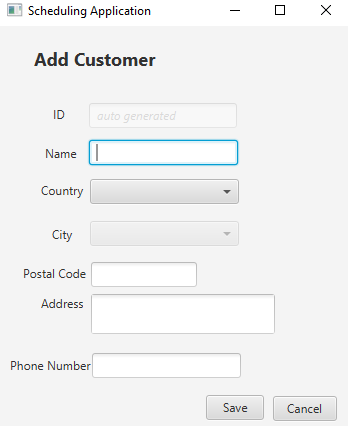 Scheduling Application
Add Customer
ID
auto generated
Name
Country
City
Postal Code
Address
Phone Number
Save
Cancel